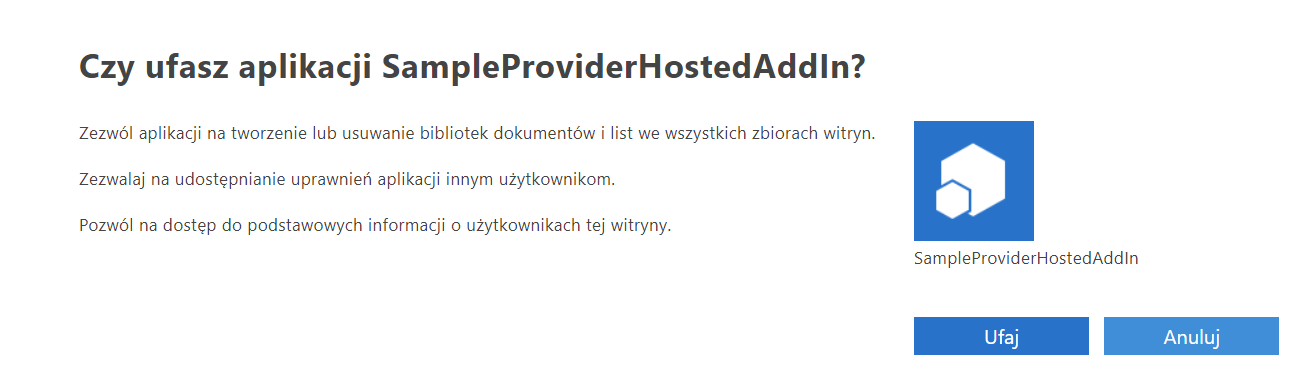 Czy ufasz aplikacji SampleProviderHostedAddIn?
Zezwól aplikacji na tworzenie lub usuwanie bibliotek dokumentów i list we wszystkich zbiorach witryn.
Zezwalaj na udostępnianie uprawnień aplikacji innym użytkownikom.
Pozwól na dostęp do podstawowych informacji o użytkownikach tej witryny.
SampleProviderHostedAddIn
Ufaj
Anuluj